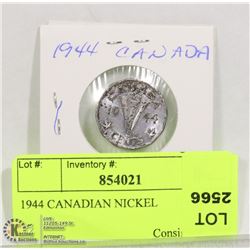 1944 CANADA
Lot #: Inventory #:
854021
1944 CANADIAN NICKEL
Consi
LOT
2566